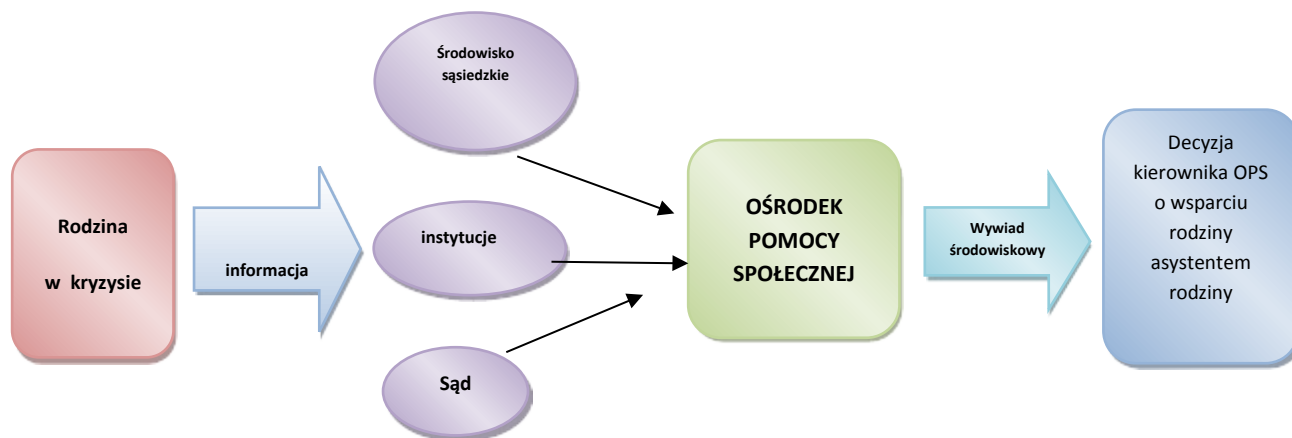 Rodzina
w kryzysie
informacja
Środowisko
sąsiedzkie
instytucje
Sąd
OŚRODEK
POMOCY
SPOŁECZNEJ
Wywiad
środowiskowy
Decyzja
kierownika OPS
o wsparciu
rodziny
asystentem
rodziny